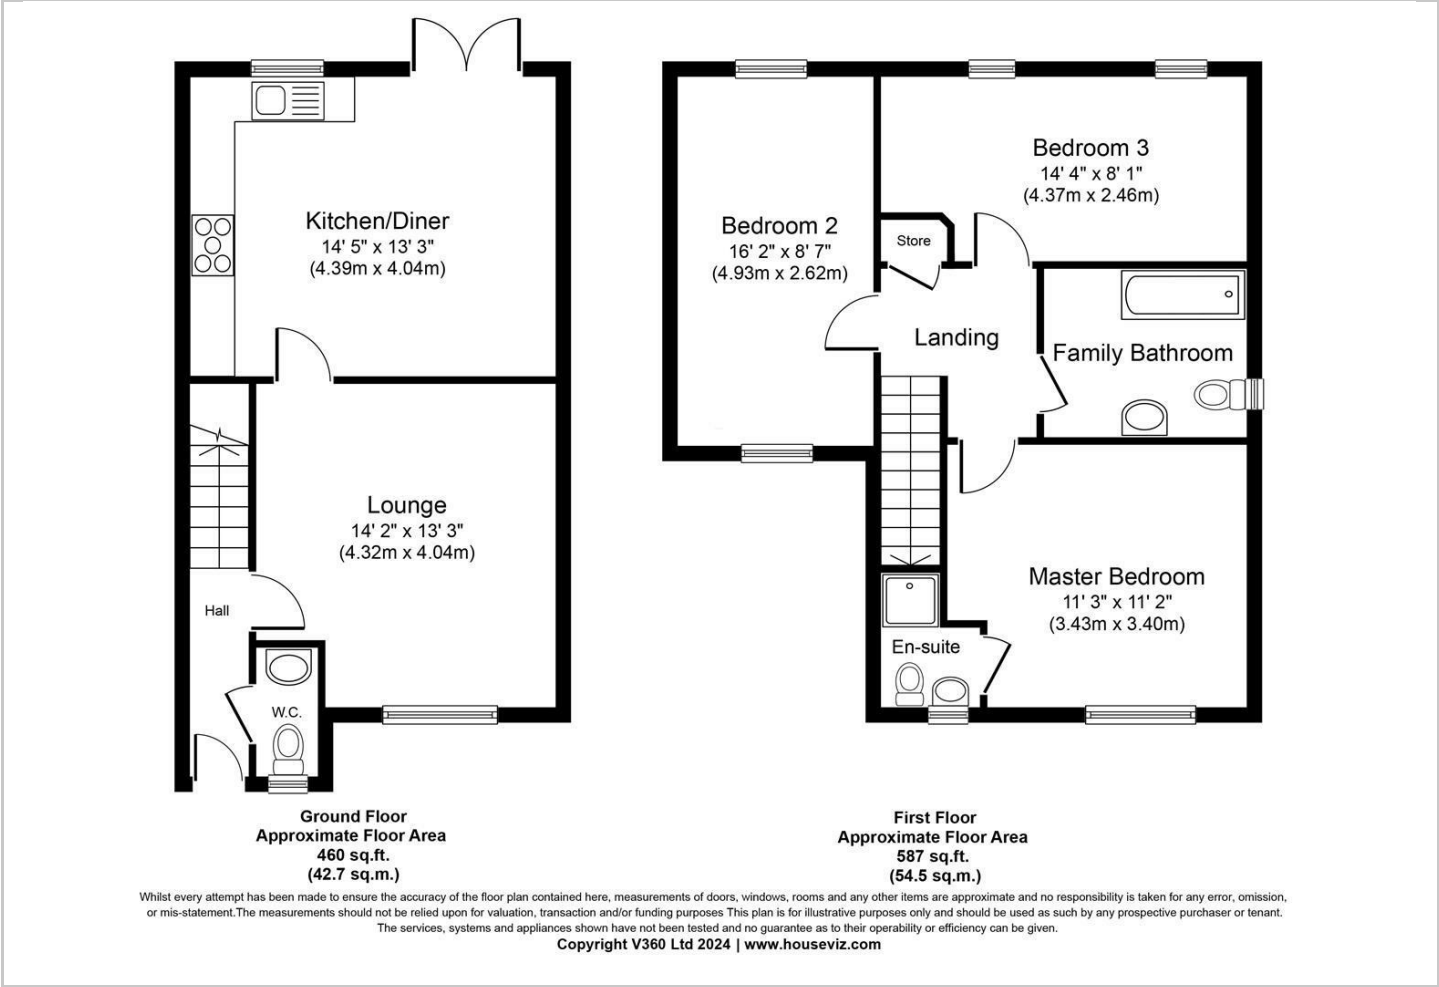 Kitchen/Diner
14' 5" x 13' 3"
(4.39m x 4.04m)
Lounge
14' 2" x 13' 3"
(4.32m x 4.04m)
Hall
W.C.
Ground Floor
Approximate Floor Area
460 sq.ft.
(42.7 sq.m.)
Bedroom 3
14' 4" x 8' 1"
(4.37m x 2.46m)
Bedroom 2
16' 2" x 8' 7"
(4.93m x 2.62m)
Store
Landing
Family Bathroom
Master Bedroom
11' 3" x 11' 2"
(3.43m x 3.40m)
En-suite
First Floor
Approximate Floor Area
587 sq.ft.
(54.5 sq.m.)
Whilst every attempt has been made to ensure the accuracy of the floor plan contained here, measurements of doors, windows, rooms and any other items are approximate and no responsibility is taken for any error, omission,
or mis-statement.The measurements should not be relied upon for valuation, transaction and/or funding purposes This plan is for illustrative purposes only and should be used as such by any prospective purchaser or tenant.
The services, systems and appliances shown have not been tested and no guarantee as to their operability or efficiency can be given.
Copyright V360 Ltd 2024 | www.houseviz.com